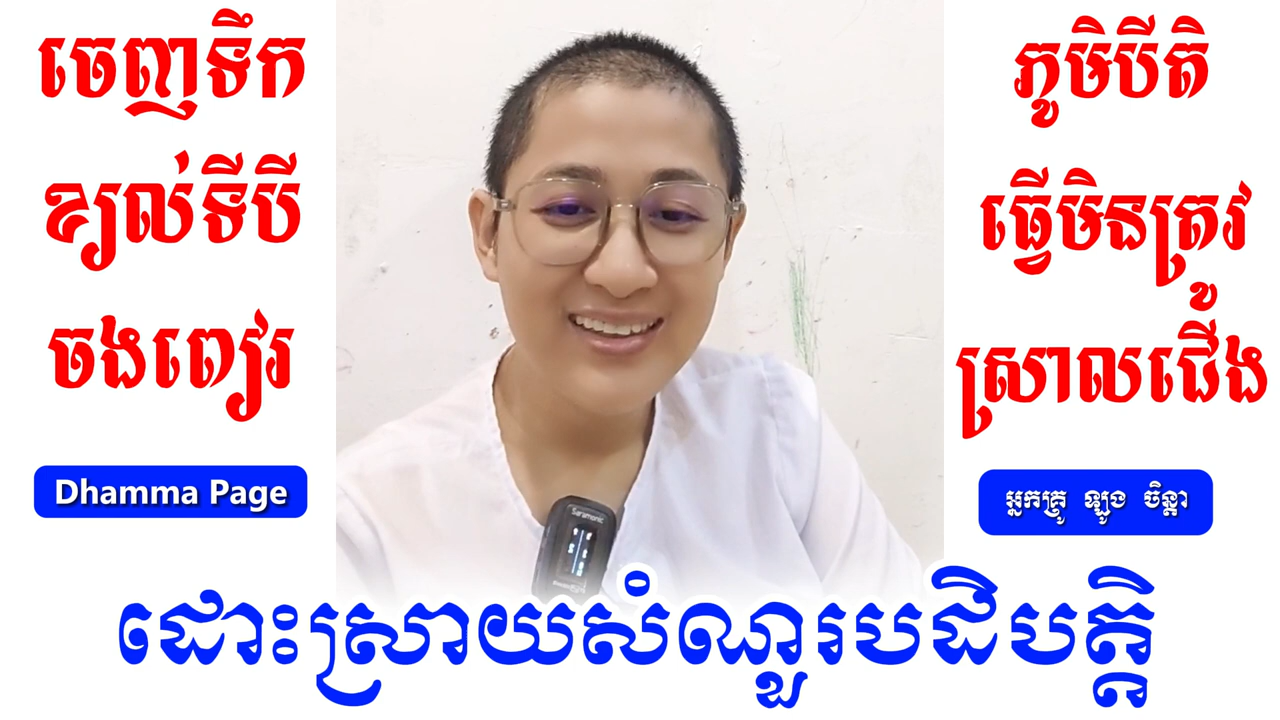 ចេញទឹក
ខ្យល់ទីបី
ចងពៀរ
Dhamma Page
ភូមិបីតិ
ធ្វើមិនត្រូវ
ស្រាលជើង
អ្នកគ្រូ ឡុង ចិន្តា
Saramonic
ដោះស្រាយសំណួរបដិបត្តិ